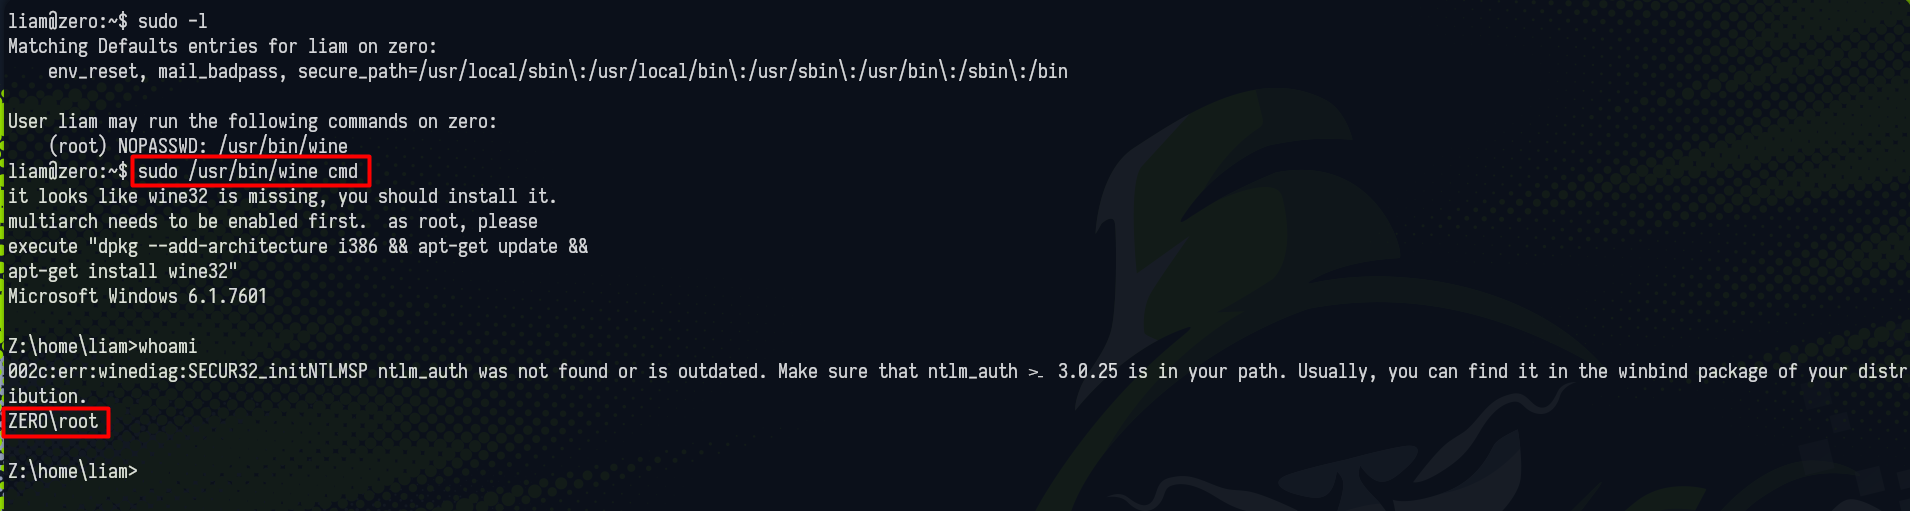 liam@zero:~$ sudo -l
Matching Defaults entries for liam on zero:
    env_reset, mail_badpass, secure_path=/usr/local/sbin\:/usr/local/bin\:/usr/sbin\:/usr/bin\:/sbin\:/bin

User liam may run the following commands on zero:
    (root) NOPASSWD: /usr/bin/wine
liam@zero:~$ sudo /usr/bin/wine cmd
it looks like wine32 is missing, you should install it.
multiarch needs to be enabled first.  as root, please
execute "dpkg --add-architecture i386 && apt-get update &&
apt-get install wine32"
Microsoft Windows 6.1.7601

Z:\home\liam>whoami
002c:err:winediag:SECUR32_initNTLMSP ntlm_auth was not found or is outdated. Make sure that ntlm_auth >= 3.0.25 is in your path. Usually, you can find it in the winbind package of your distr
ibution.
ZERO\root

Z:\home\liam>